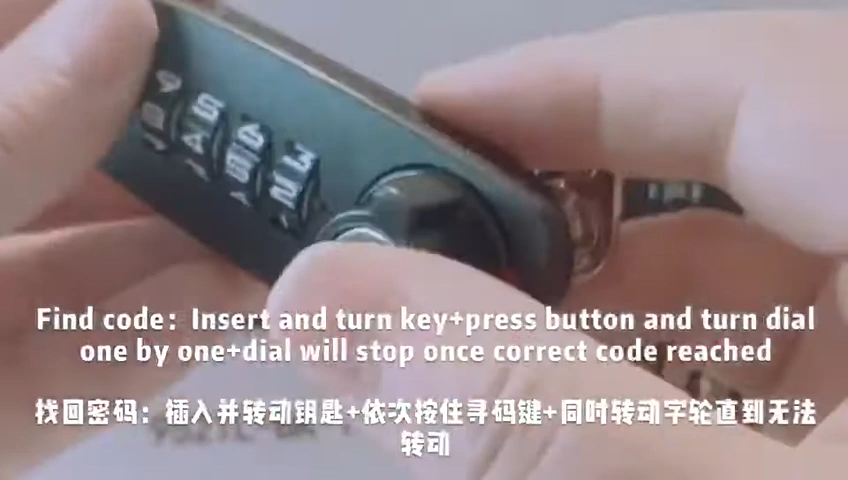 Find code: Insert and turn key+press button and turn dial
one by one+dial will stop once correct code reached
找回密码：插入并转动钥匙+依次按住寻码键+同时转动字轮直到无法
转动